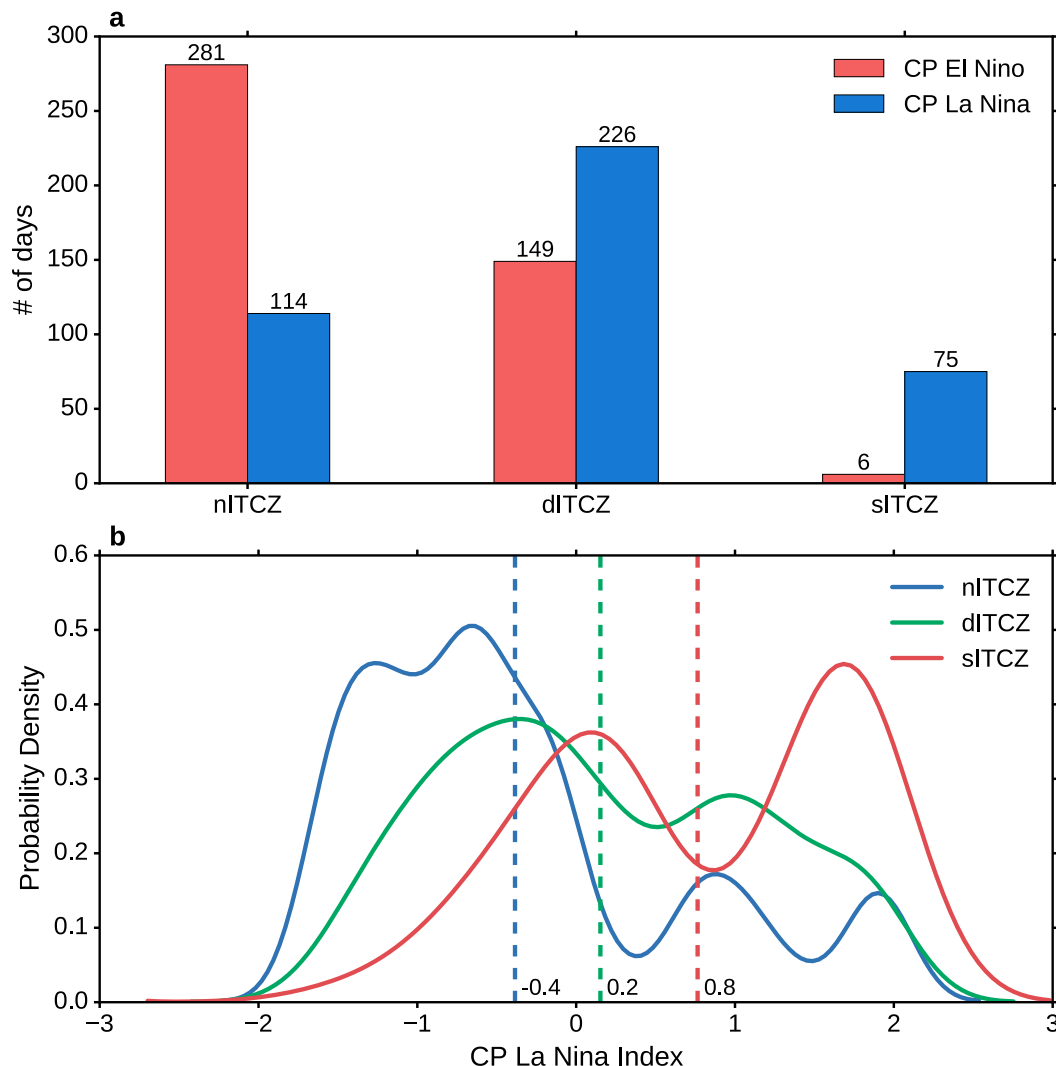 a
300
250
200
150
100
50
0
# of days
281
114
149
226
6
75
CP El Nino
CP La Nina
nITCZ dITCZ sITCZ
b
0.6
0.5
0.4
0.3
0.2
0.1
0.0
Probability Density
nITCZ
dITCZ
sITCZ
-0.4 0.2 0.8
−3 −2 −1 0 1 2 3
CP La Nina Index